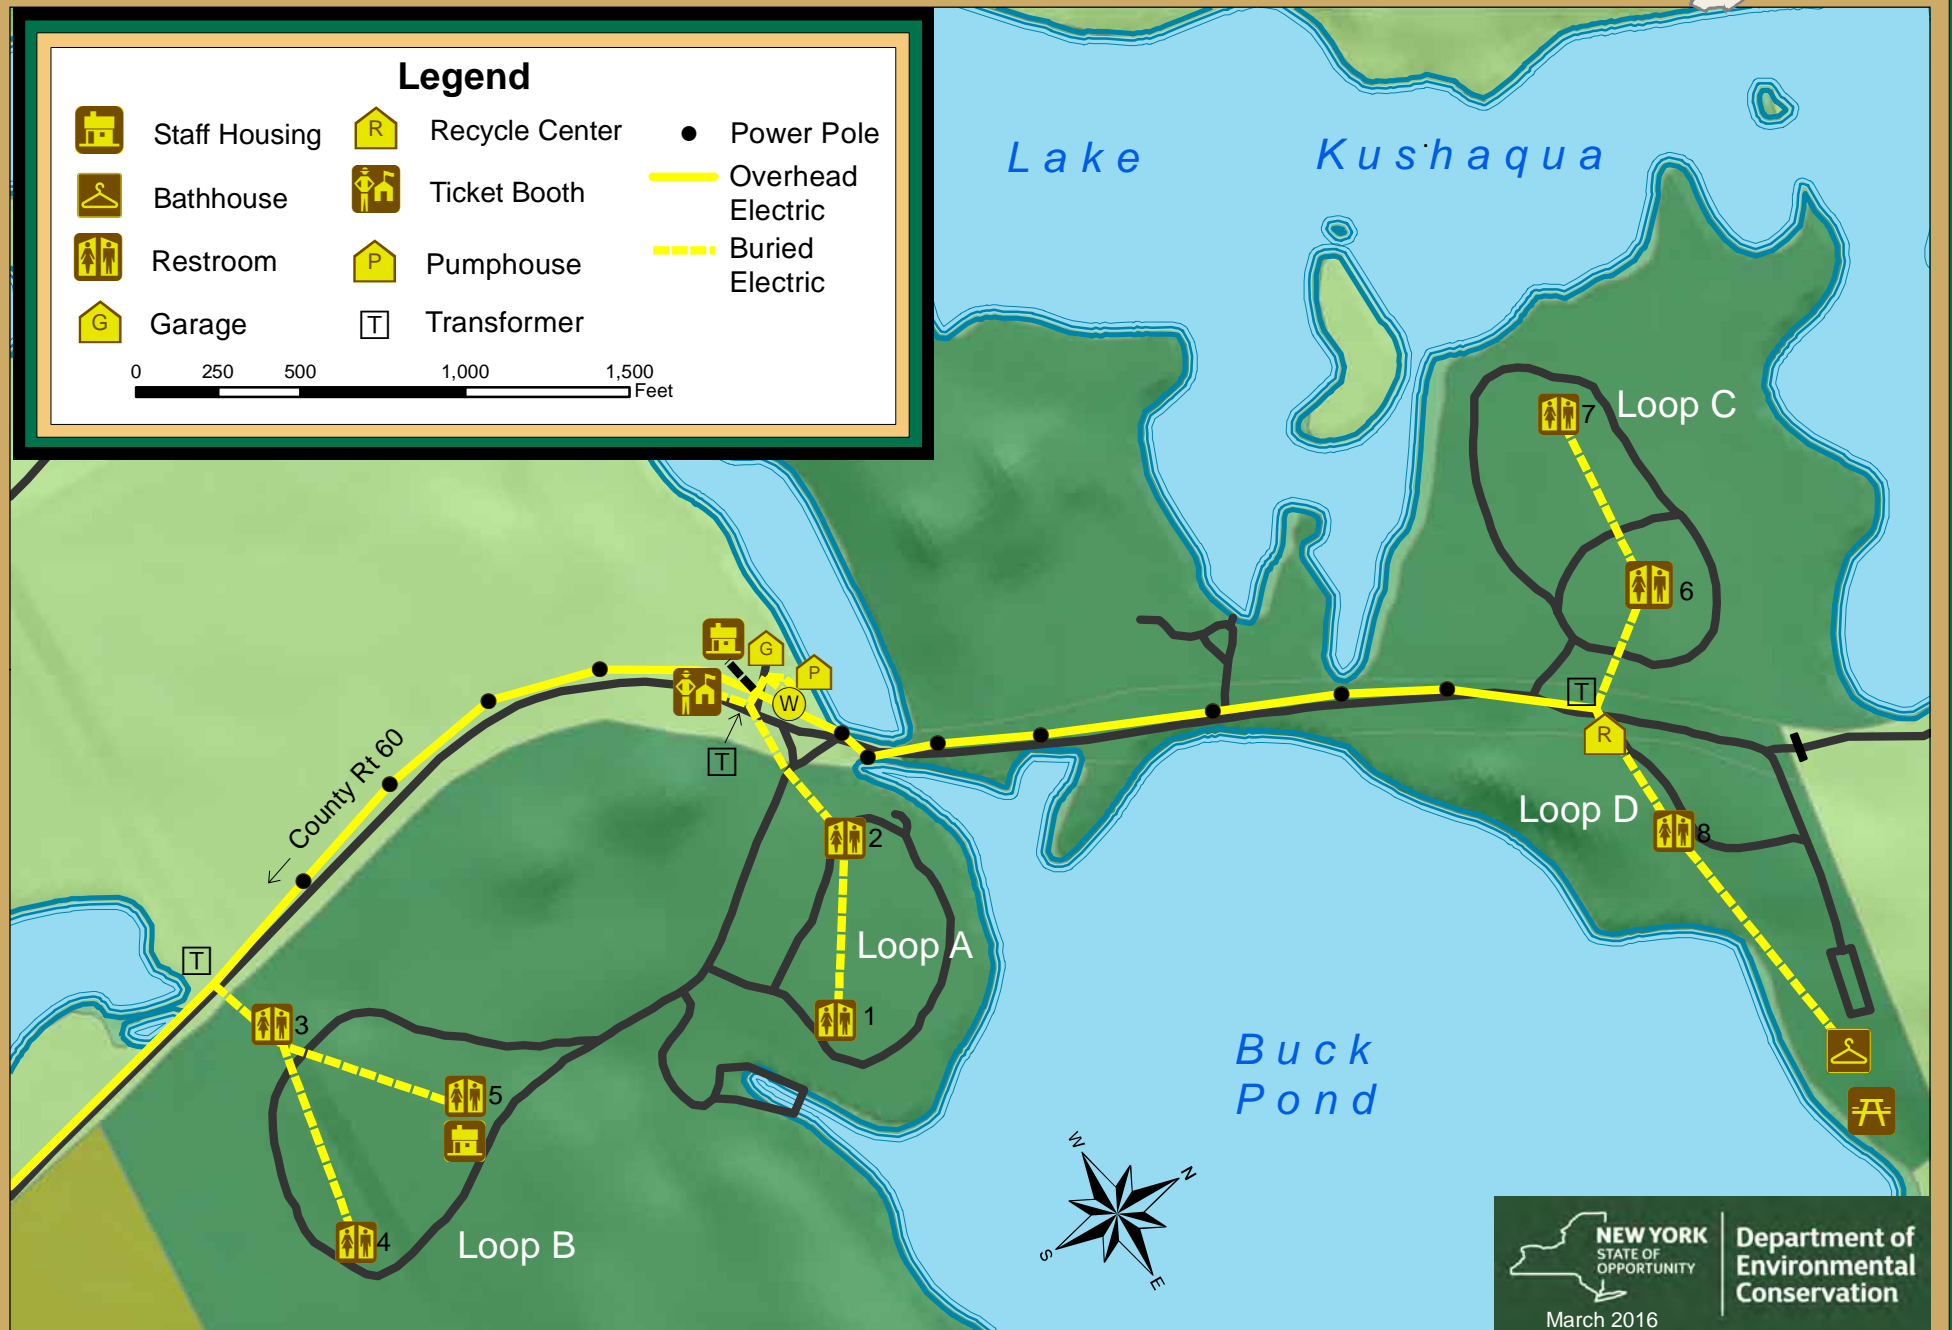 Legend
Staff Housing
Bathhouse
Restroom
G
Garage
R
Recycle Center
Ticket Booth
P
Pumphouse
T
Transformer
Power Pole
Overhead
Electric
Buried
Electric
0 250 500 1,000 1,500
Feet
Lake Kushaqua
7
Loop C
6
G
P
W
T
T
R
County Rt 60
Loop D
8
2
Loop A
1
T
3
5
4
Loop B
Buck
Pond
W
N
S
E
NEW YORK
STATE OF
OPPORTUNITY
Department of
Environmental
Conservation
March 2016